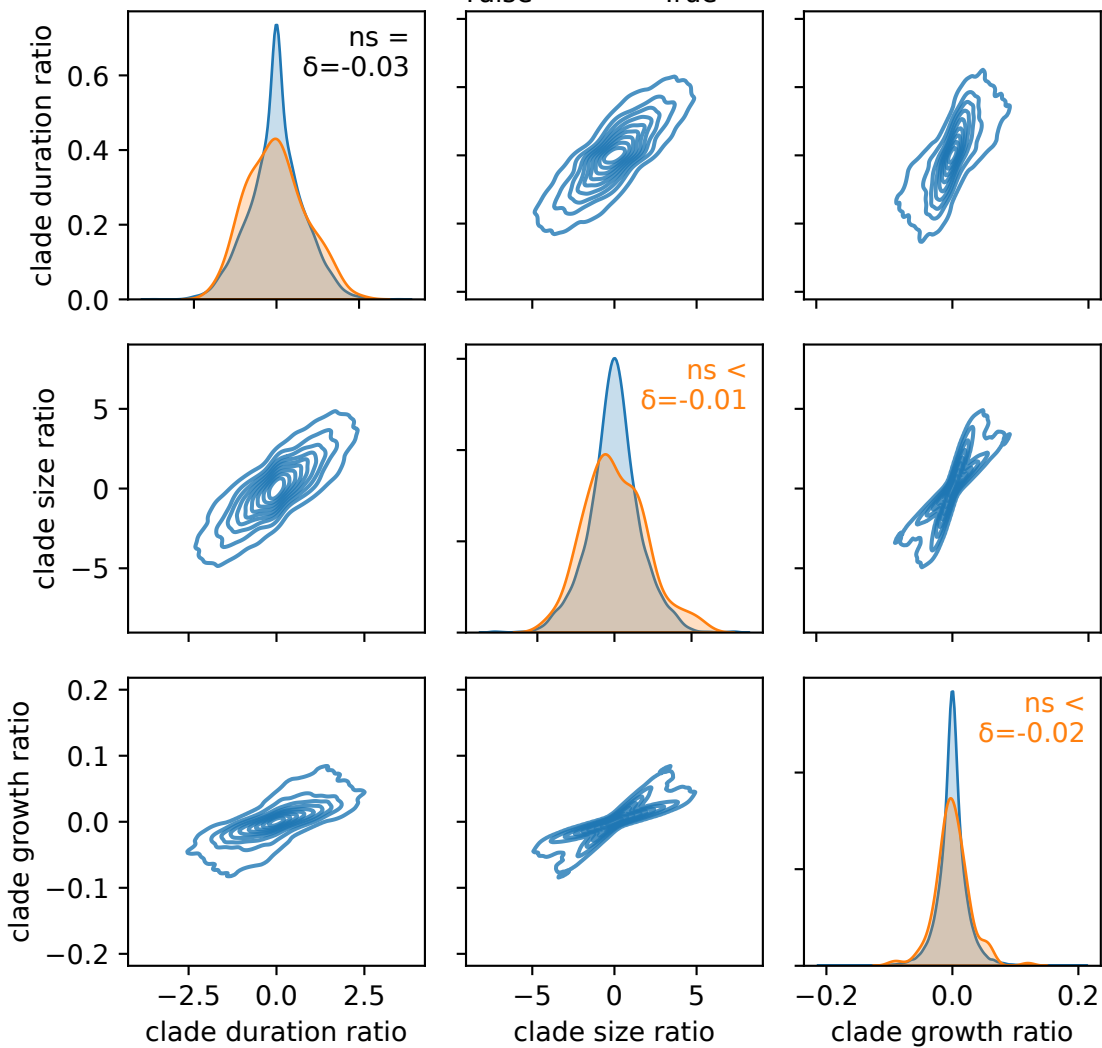 ns =
δ=-0.03
clade duration ratio
0.6
0.4
0.2
0.0
ns <
δ=-0.01
clade size ratio
5
0
−5
ns <
δ=-0.02
clade growth ratio
0.2
0.1
0.0
−0.1
−0.2
−2.5 0.0 2.5
−5 0 5
−0.2 0.0 0.2
clade duration ratio
clade size ratio
clade growth ratio